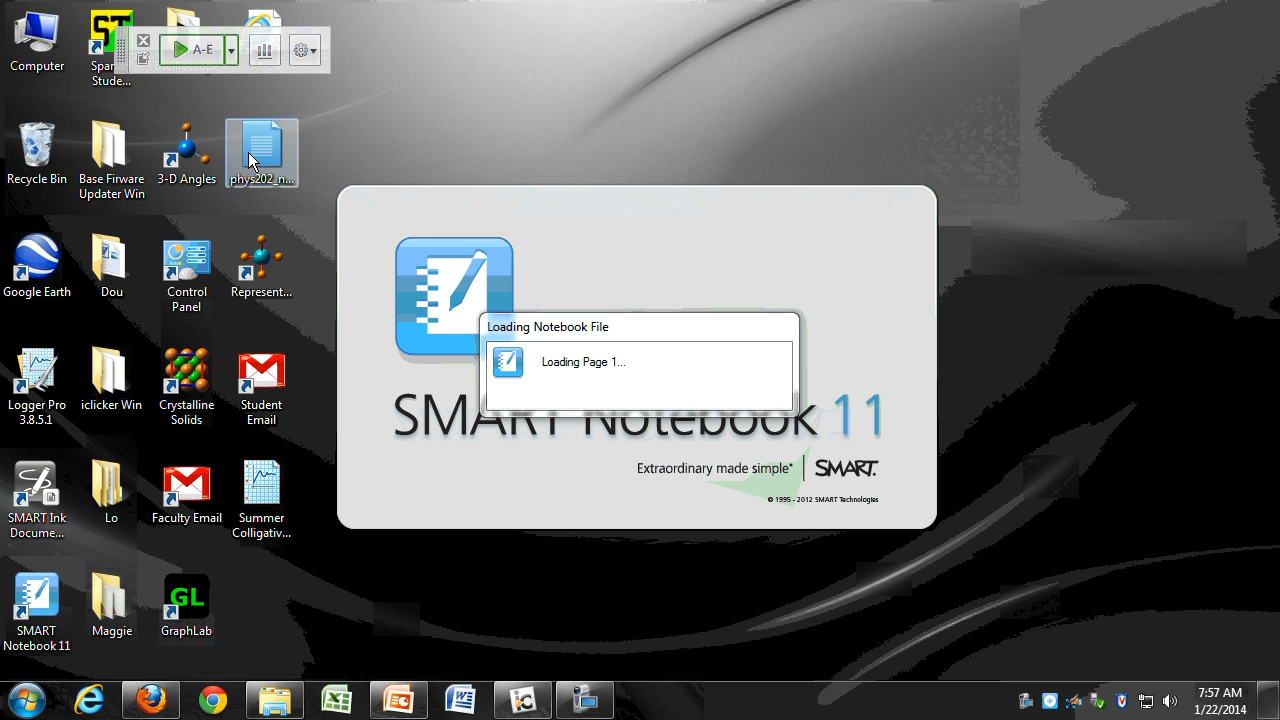 Computer
Stude...
A-E
Recycle Bin
Base Firware
Updater Win
3-D Angles
phys202_n...
Google Earth
Dou
Control
Panel
Represent...
Logger Pro
3.8.5.1
iclicker Win
Crystalline
Solids
Student
Email
SMART Ink
Docume...
Lo
Faculty Email
Summer
Colligativ...
SMART
Notebook 11
Maggie
GL
GraphLab
Loading Notebook File
Loading Page 1...
SMART Notebook 11
Extraordinary made simple™
SMART
© 1995 - 2012 SMART Technologies
7:57 AM
1/22/2014